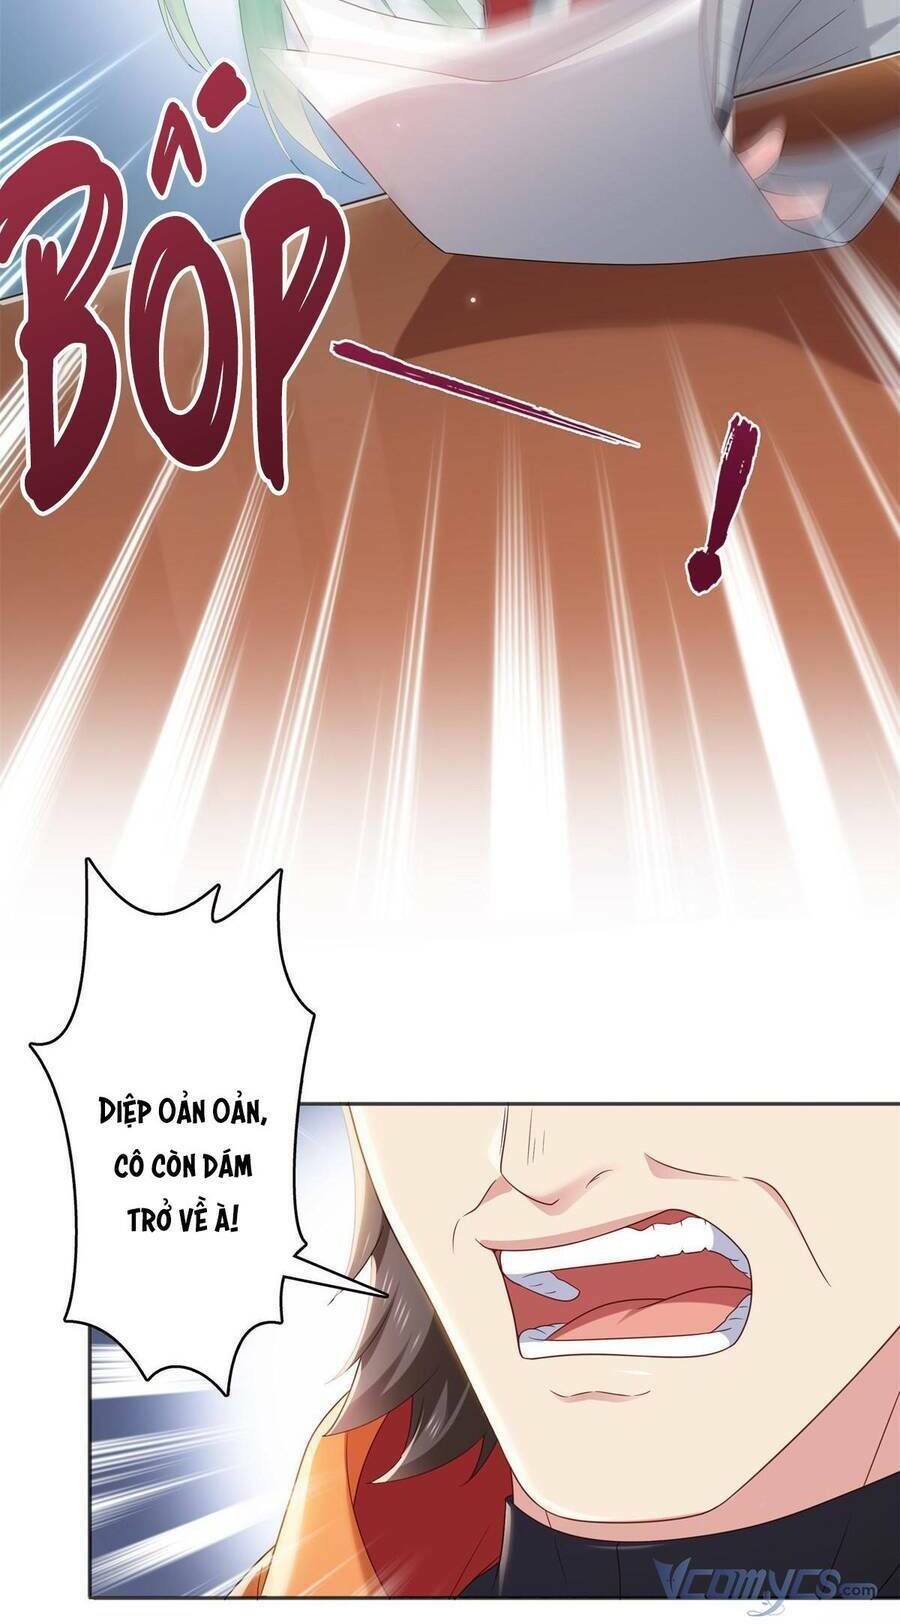 BỐP
!
DIỆP OẢN OẢN,
CÔ CÒN DÁM
TRỞ VỀ À!
VCOMYCS.com